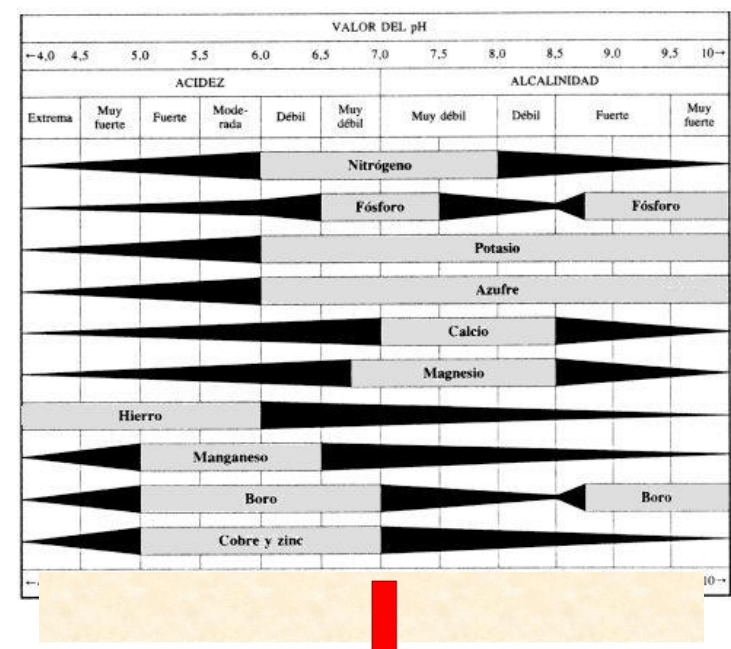 VALOR DEL pH
←4,0 4,5 5,0 5,5 6,0 6,5 7,0 7,5 8,0 8,5 9,0 9,5 10→
ACIDEZ ALCALINIDAD
Extrema Muy fuerte Fuerte Mode-rada Débil Muy débil Muy débil Débil Fuerte Muy fuerte
Nitrógeno
Fósforo Fósforo
Potasio
Azufre
Calcio
Magnesio
Hierro
Manganeso
Boro Boro
Cobre y zinc
10→